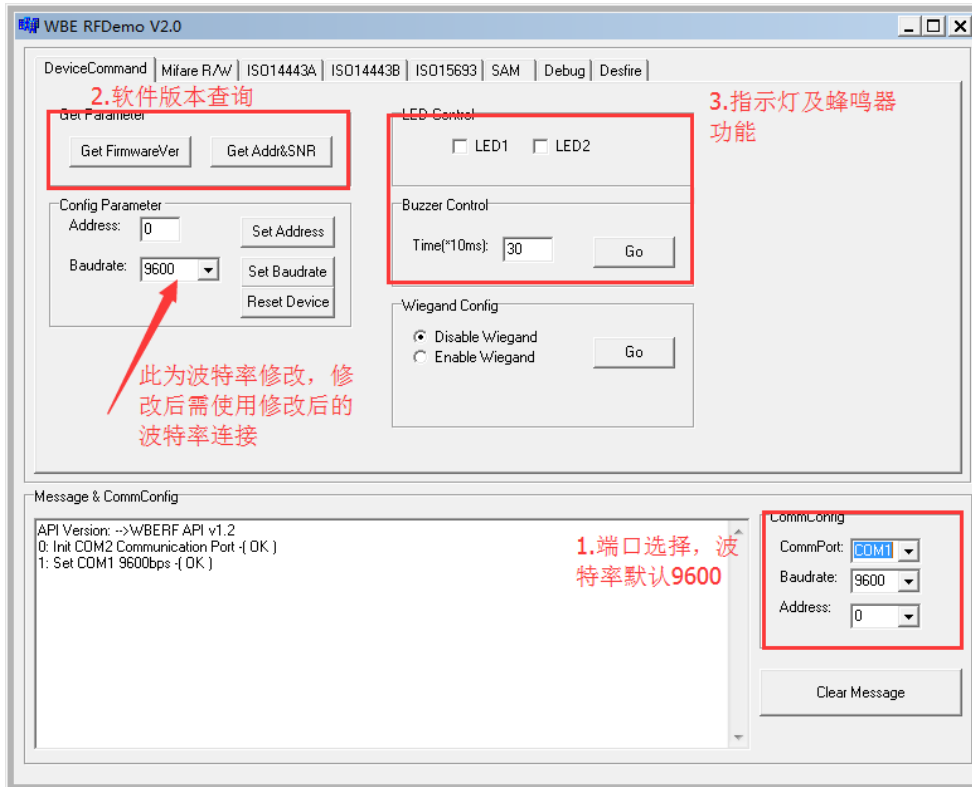 WBE RFDemo V2.0
DeviceCommand Mifare R/W ISO14443A ISO14443B ISO15693 SAM Debug Desfire
2.软件版本查询
Get Parameter
Get FirmwareVer Get Addr&SNR
Config Parameter
Address: 0 Set Address
Baudrate: 9600 Set Baudrate
Reset Device
此为波特率修改，修
改后需使用修改后的
波特率连接
LED Control
LED1 LED2
3.指示灯及蜂鸣器
功能
Buzzer Control
Time(*10ms): 30 Go
Wiegand Config
Disable Wiegand
Enable Wiegand
Go
Message & CommConfig
API Version: -->WBERF API v1.2
0: Init COM2 Communication Port -( OK )
1: Set COM1 9600bps -( OK )
1.端口选择，波
特率默认9600
CommConfig
CommPort: COM1
Baudrate: 9600
Address: 0
Clear Message